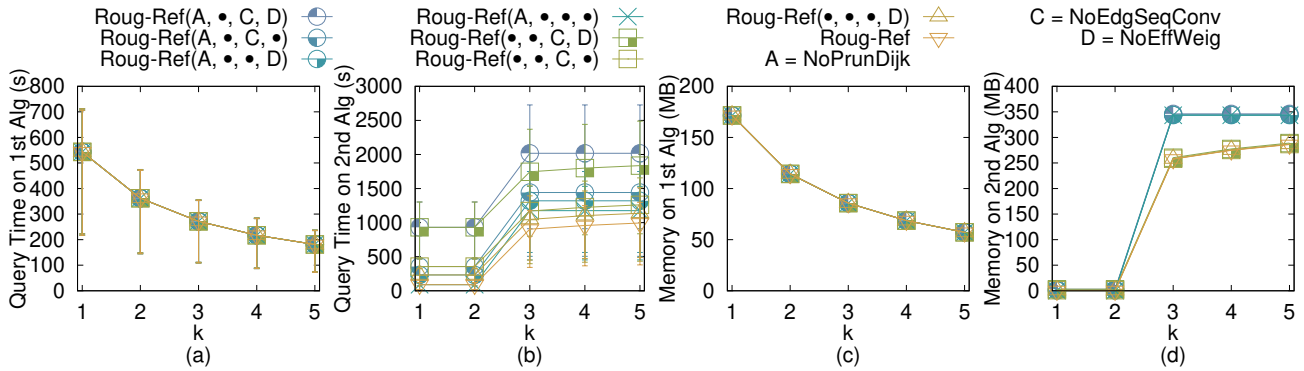 Roug-Ref(A, •, C, D)
Roug-Ref(A, •, C, •)
Roug-Ref(A, •, •, D)
Roug-Ref(A, •, •, •)
Roug-Ref(•, •, C, D)
Roug-Ref(•, •, C, •)
Roug-Ref(•, •, •, D)
Roug-Ref
A = NoPrunDijk
C = NoEdgSeqConv
D = NoEffWeig
Query Time on 1st Alg (s)
800
700
600
500
400
300
200
100
0
1 2 3 4 5
k
(a)
Query Time on 2nd Alg (s)
3000
2500
2000
1500
1000
500
0
1 2 3 4 5
k
(b)
Memory on 1st Alg (MB)
200
150
100
50
0
1 2 3 4 5
k
(c)
Memory on 2nd Alg (MB)
400
350
300
250
200
150
100
50
0
1 2 3 4 5
k
(d)